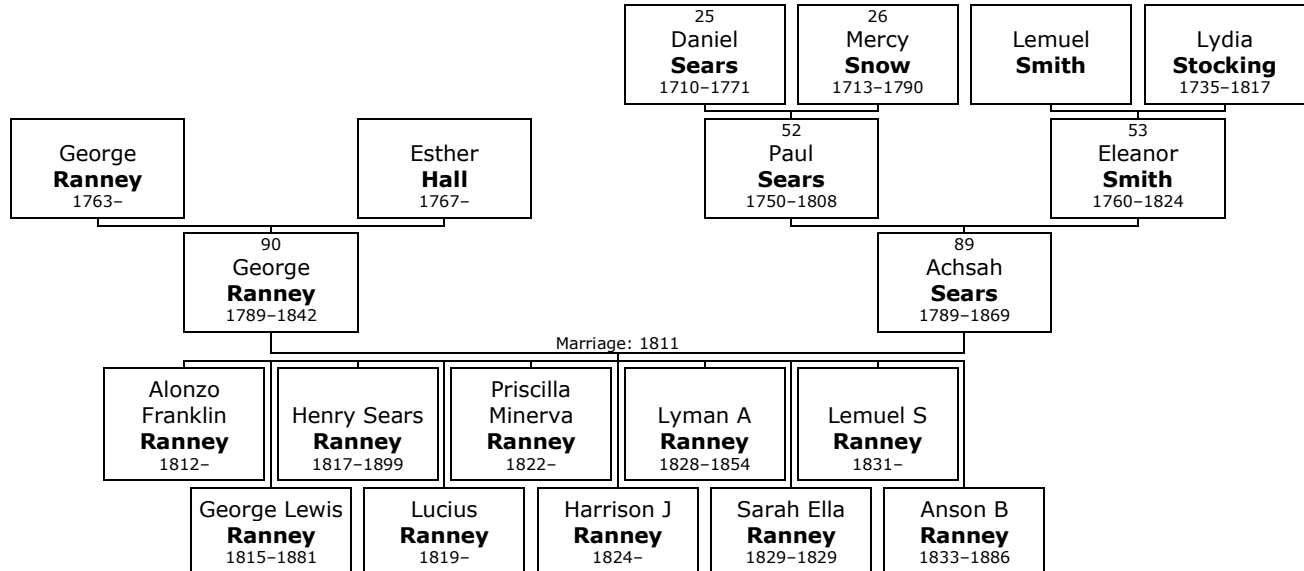 25
Daniel
Sears
1710–1771
26
Mercy
Snow
1713–1790
Lemuel
Smith
Lydia
Stocking
1735–1817
George
Ranney
1763–
Esther
Hall
1767–
52
Paul
Sears
1750–1808
53
Eleanor
Smith
1760–1824
90
George
Ranney
1789–1842
89
Achsah
Sears
1789–1869
Marriage: 1811
Alonzo
Franklin
Ranney
1812–
Henry Sears
Ranney
1817–1899
Priscilla
Minerva
Ranney
1822–
Lyman A
Ranney
1828–1854
Lemuel S
Ranney
1831–
George Lewis
Ranney
1815–1881
Lucius
Ranney
1819–
Harrison J
Ranney
1824–
Sarah Ella
Ranney
1829–1829
Anson B
Ranney
1833–1886